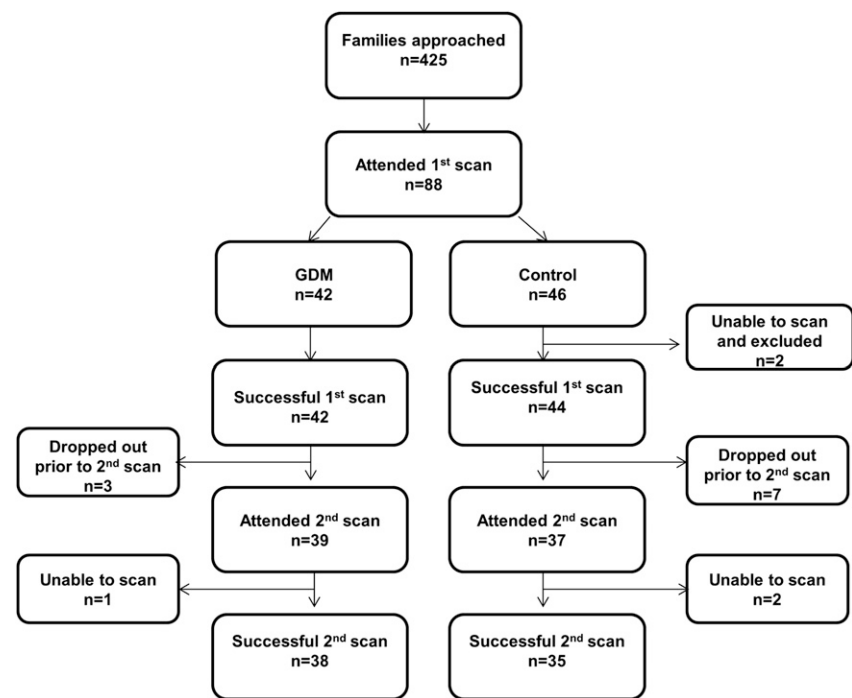 Families approached
n=425
Attended 1st scan
n=88
GDM
n=42
Control
n=46
Unable to scan
and excluded
n=2
Successful 1st scan
n=42
Successful 1st scan
n=44
Dropped out
prior to 2nd scan
n=3
Dropped out
prior to 2nd scan
n=7
Attended 2nd scan
n=39
Attended 2nd scan
n=37
Unable to scan
n=1
Unable to scan
n=2
Successful 2nd scan
n=38
Successful 2nd scan
n=35